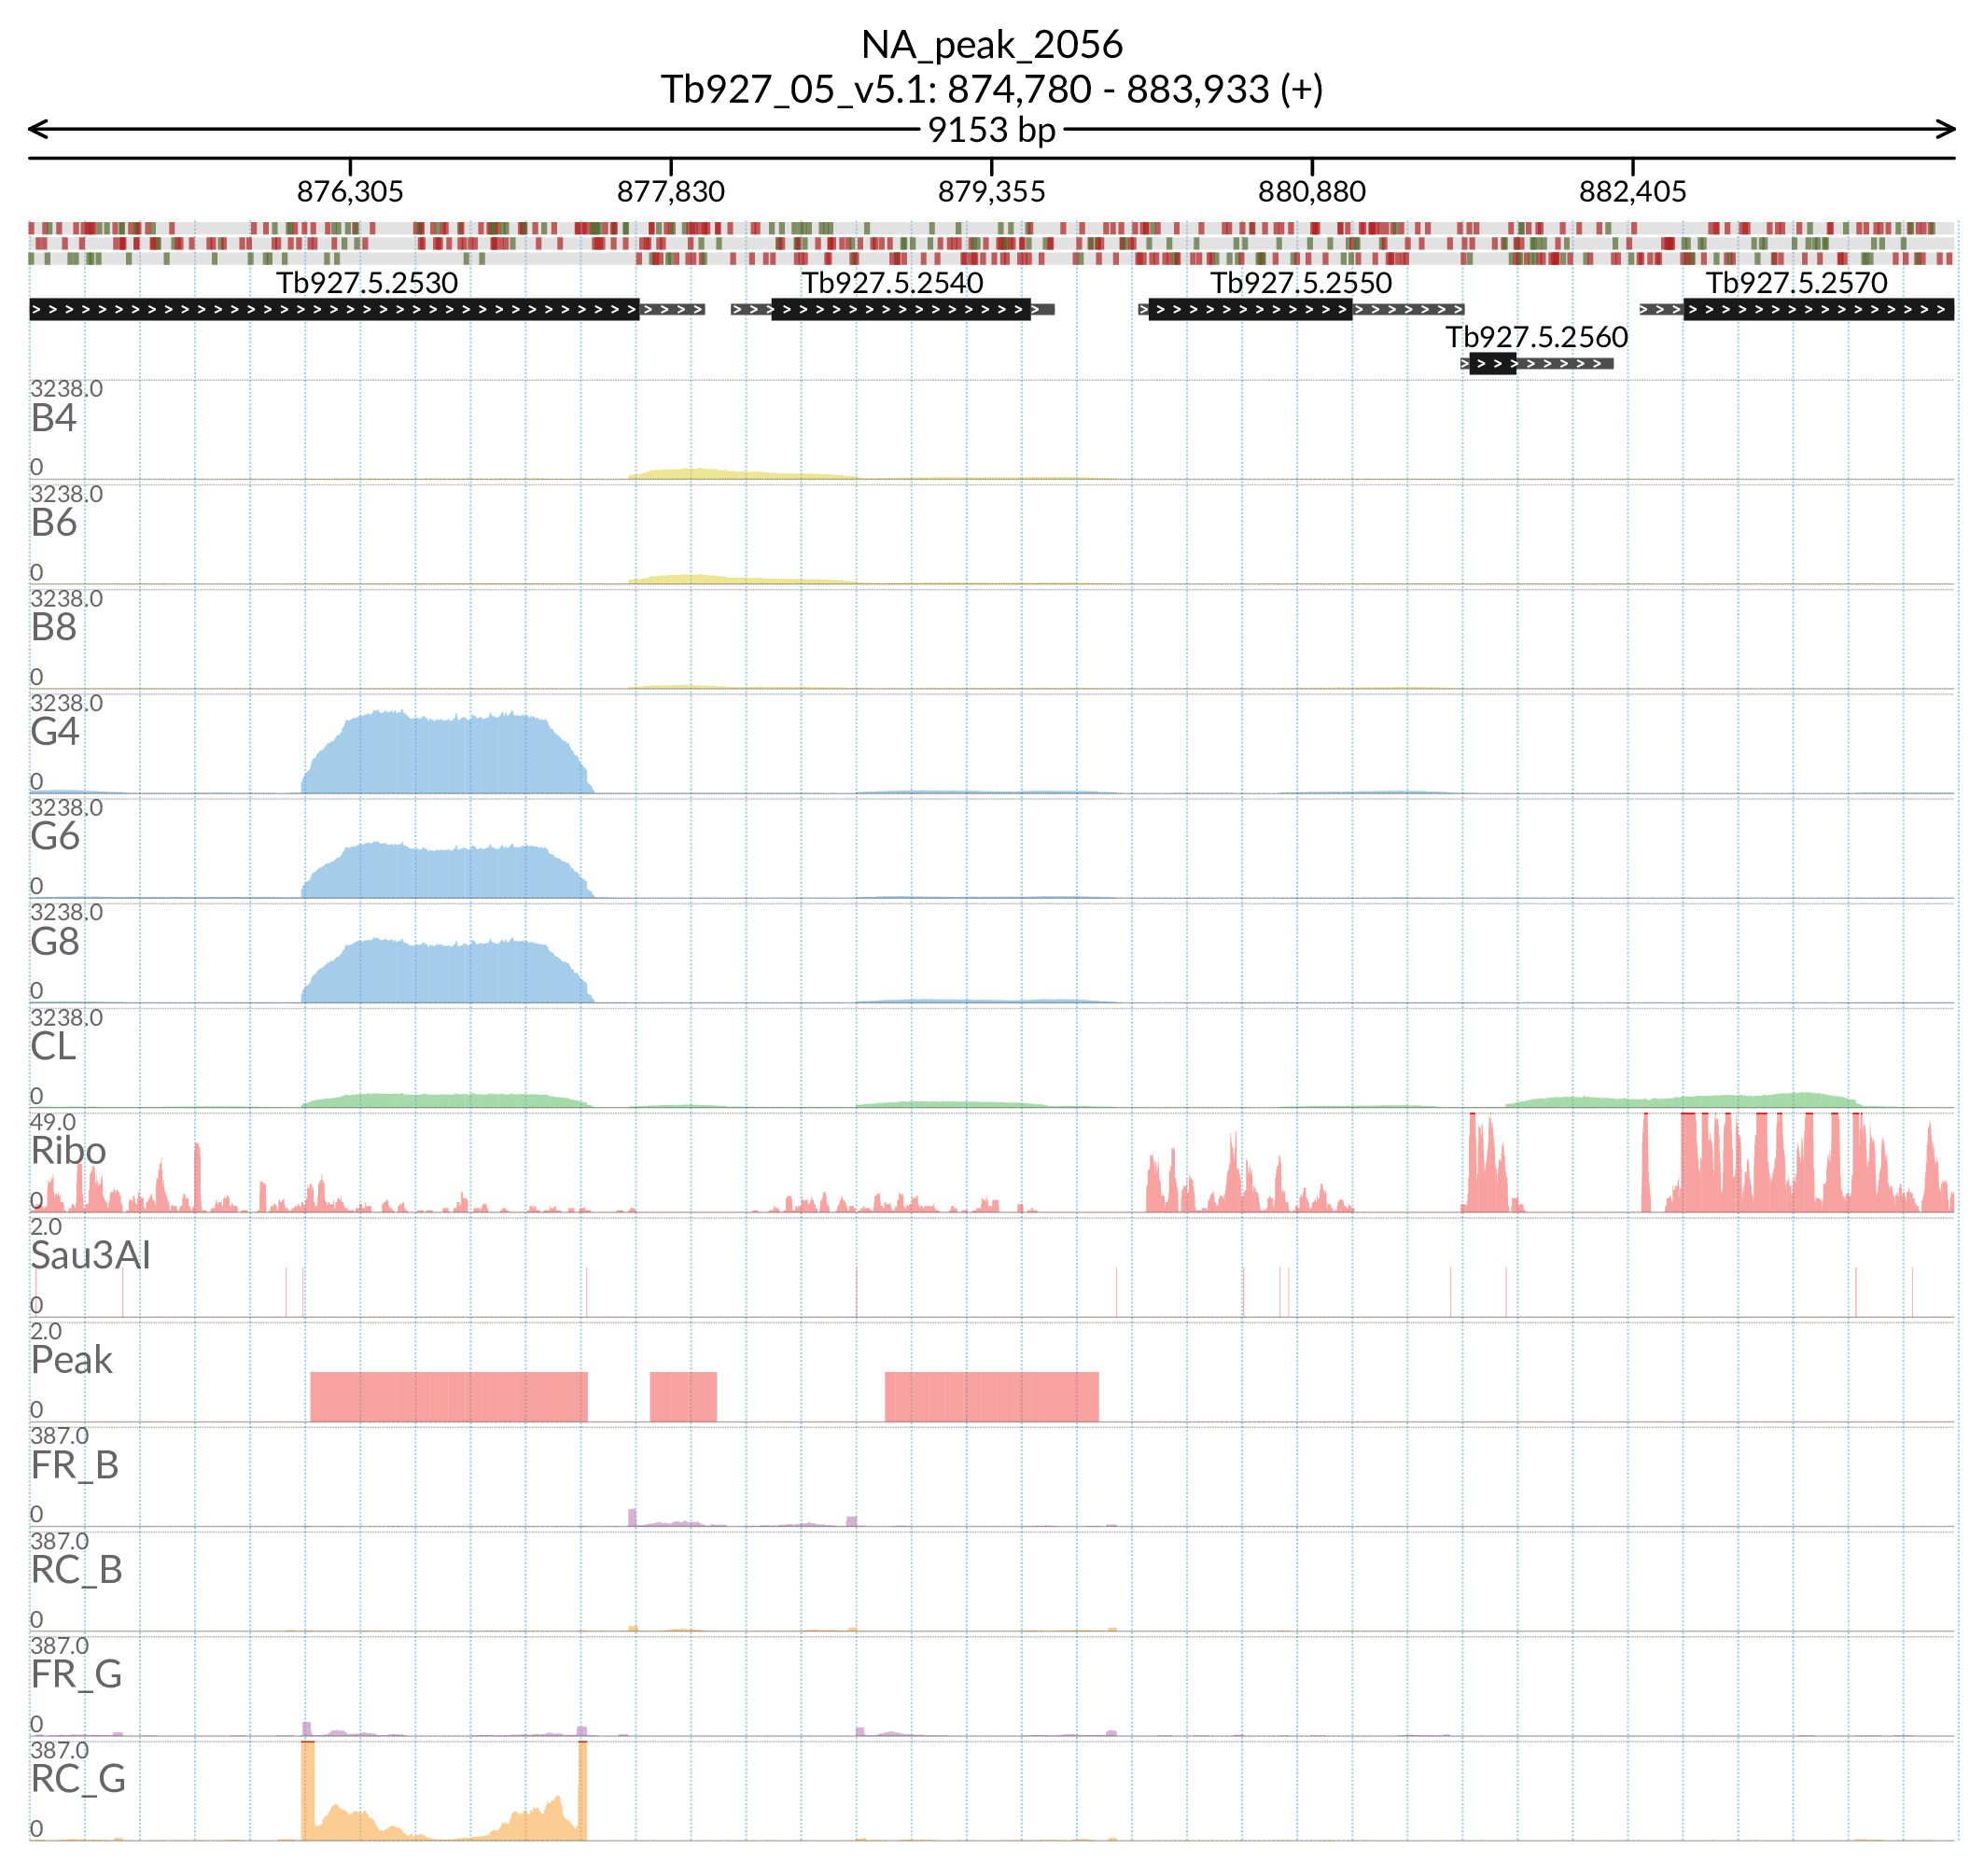 NA_peak_2056
Tb927_05_v5.1: 874,780 - 883,933 (+)
9153 bp
876,305 877,830 879,355 880,880 882,405
Tb927.5.2530 Tb927.5.2540 Tb927.5.2550 Tb927.5.2570
Tb927.5.2560
3238.0
B4
0
3238.0
B6
0
3238.0
B8
0
3238.0
G4
0
3238.0
G6
0
3238.0
G8
0
3238.0
CL
0
49.0
Ribo
0
2.0
Sau3AI
0
2.0
Peak
0
387.0
FR_B
0
387.0
RC_B
0
387.0
FR_G
0
387.0
RC_G
0